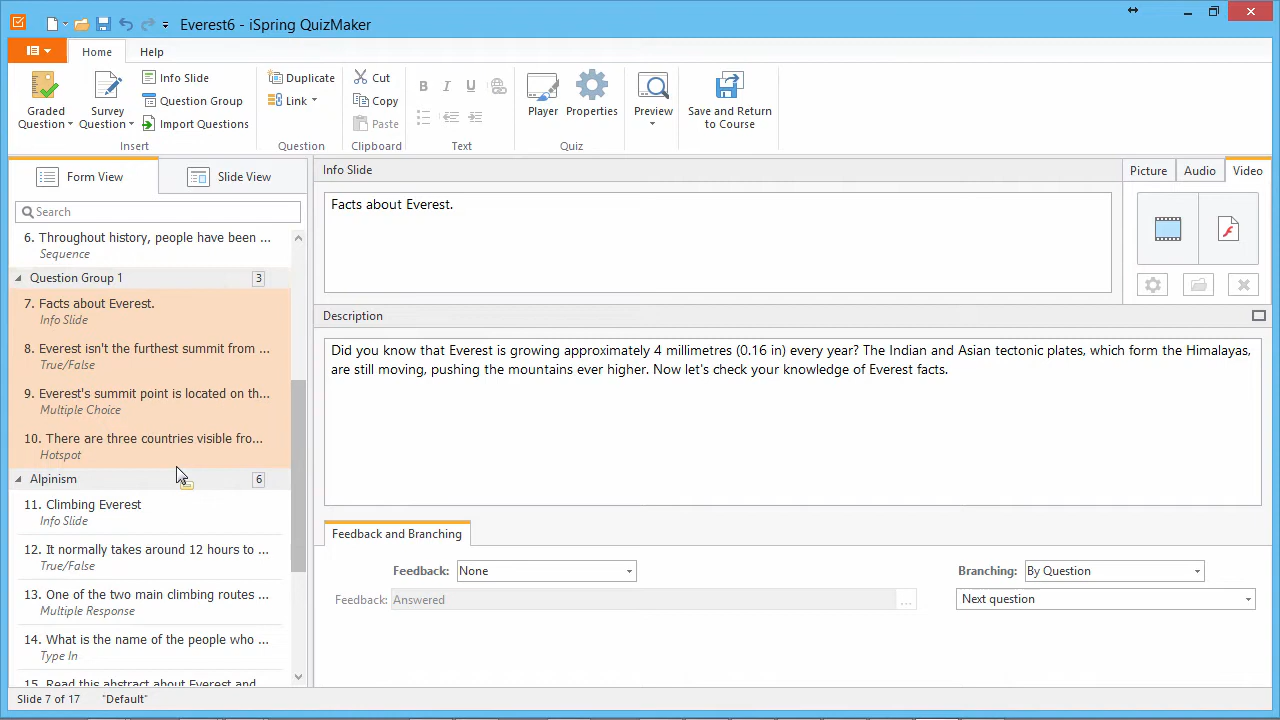 Everest6 - iSpring QuizMaker
Home
Help
Graded Question
Survey Question
Info Slide
Question Group
Import Questions
Insert
Duplicate
Link
Question
Cut
Copy
Paste
Clipboard
B I U
Text
Player
Properties
Quiz
Preview
Save and Return to Course
Form View
Slide View
Search
6. Throughout history, people have been ...
Sequence
Question Group 1
3
7. Facts about Everest.
Info Slide
8. Everest isn't the furthest summit from ...
True/False
9. Everest's summit point is located on th...
Multiple Choice
10. There are three countries visible fro...
Hotspot
Alpinism
6
11. Climbing Everest
Info Slide
12. It normally takes around 12 hours to ...
True/False
13. One of the two main climbing routes ...
Multiple Response
14. What is the name of the people who ...
Type In
15. Read this abstract about Everest and
Info Slide
Facts about Everest.
Picture
Audio
Video
Description
Did you know that Everest is growing approximately 4 millimetres (0.16 in) every year? The Indian and Asian tectonic plates, which form the Himalayas,
are still moving, pushing the mountains ever higher. Now let's check your knowledge of Everest facts.
Feedback and Branching
Feedback: None
Branching: By Question
Feedback: Answered
...
Next question
Slide 7 of 17
"Default"